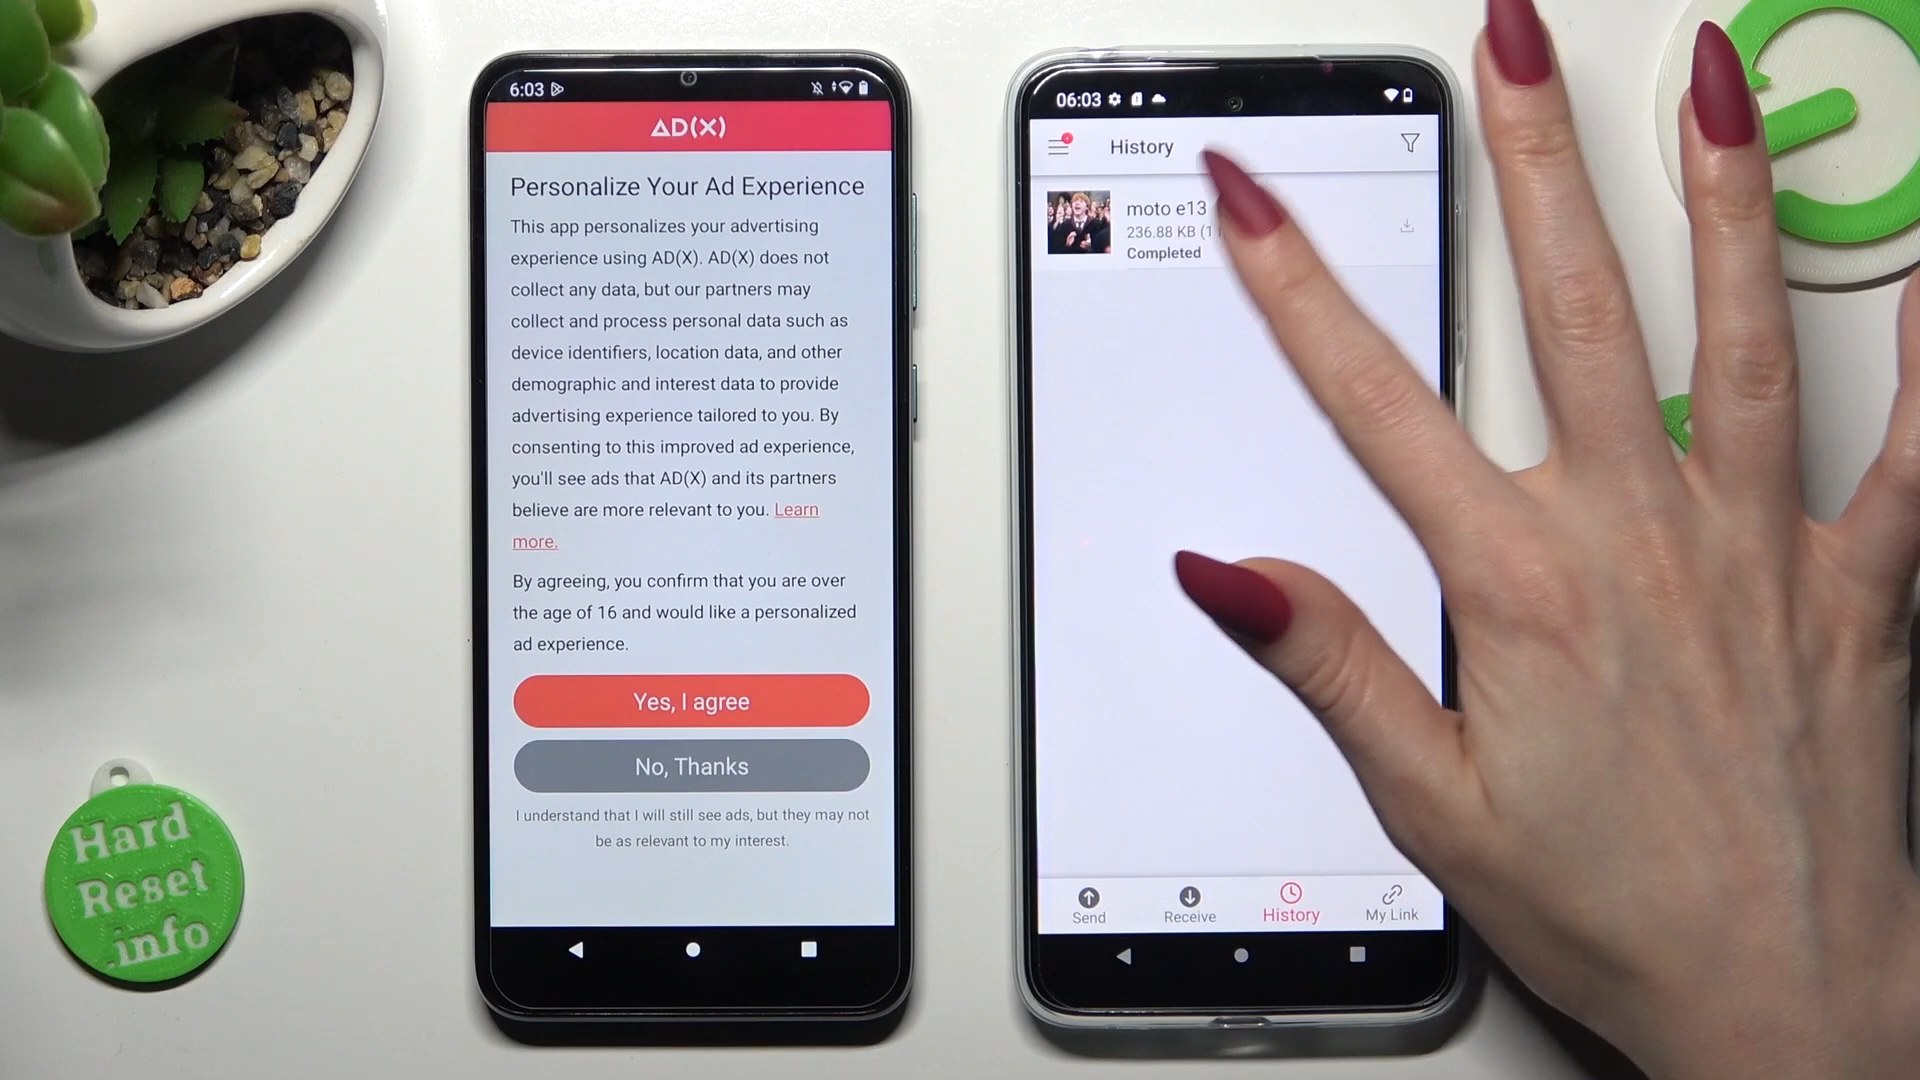 6:03
AD(X)
Personalize Your Ad Experience
This app personalizes your advertising
experience using AD(X). AD(X) does not
collect any data, but our partners may
collect and process personal data such as
device identifiers, location data, and other
demographic and interest data to provide
advertising experience tailored to you. By
consenting to this improved ad experience,
you'll see ads that AD(X) and its partners
believe are more relevant to you. Learn
more.
By agreeing, you confirm that you are over
the age of 16 and would like a personalized
ad experience.
Yes, I agree
No, Thanks
I understand that I will still see ads, but they may not
be as relevant to my interest.
06:03
History
moto e13
236.88 KB (1
Completed
Send
Receive
History
My Link
Hard
Reset
.info